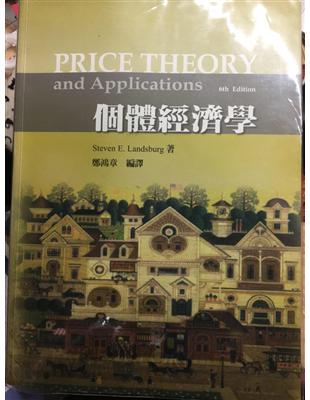 PRICE THEORY
and Applications 6th Edition
個體經濟學
Steven E. Landsburg 著
鄭鴻章 編譯